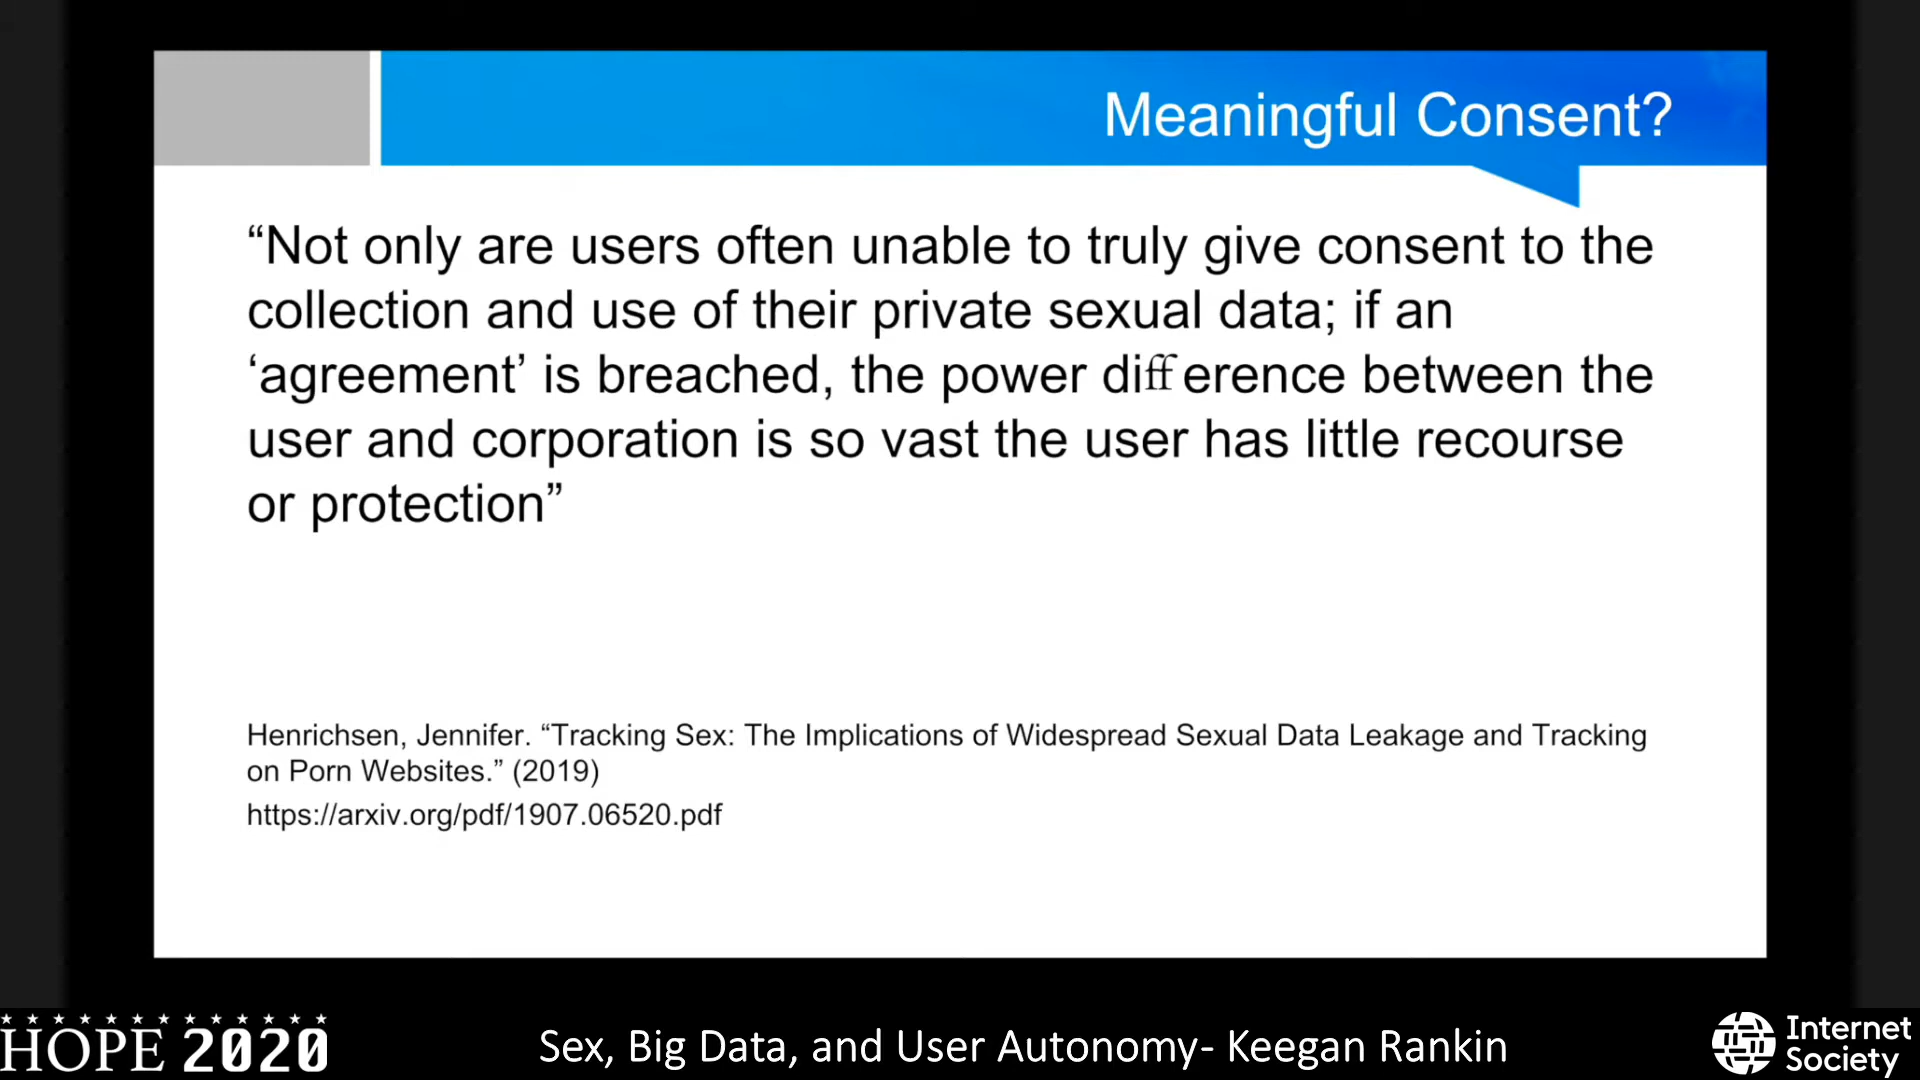 Meaningful Consent?
“Not only are users often unable to truly give consent to the
collection and use of their private sexual data; if an
‘agreement’ is breached, the power difference between the
user and corporation is so vast the user has little recourse
or protection”
Henrichsen, Jennifer. “Tracking Sex: The Implications of Widespread Sexual Data Leakage and Tracking
on Porn Websites.” (2019)
https://arxiv.org/pdf/1907.06520.pdf
HOPE 2020
Sex, Big Data, and User Autonomy- Keegan Rankin
Internet
Society